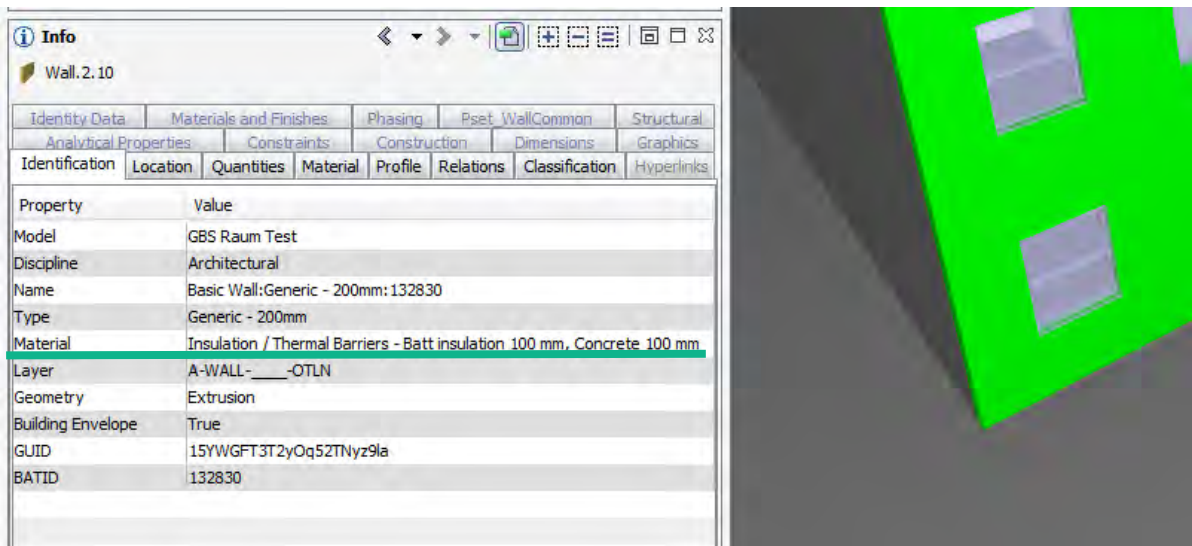 Info
Wall.2.10
Identity Data Materials and Finishes Phasing Pset_WallCommon Structural
Analytical Properties Constraints Construction Dimensions Graphics
Identification Location Quantities Material Profile Relations Classification Hyperlinks
Property Value
Model GBS Raum Test
Discipline Architectural
Name Basic Wall:Generic - 200mm:132830
Type Generic - 200mm
Material Insulation / Thermal Barriers - Batt insulation 100 mm, Concrete 100 mm
Layer A-WALL-____-OTLN
Geometry Extrusion
Building Envelope True
GUID 15YWGFT3T2yOq52TNyz9la
BATID 132830